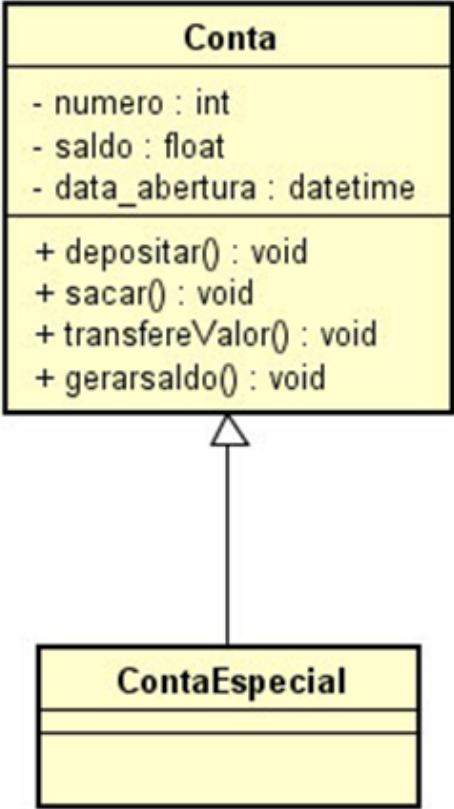 Conta
- numero : int
- saldo : float
- data_abertura : datetime
+ depositar() : void
+ sacar() : void
+ transfereValor() : void
+ gerarsaldo() : void
ContaEspecial